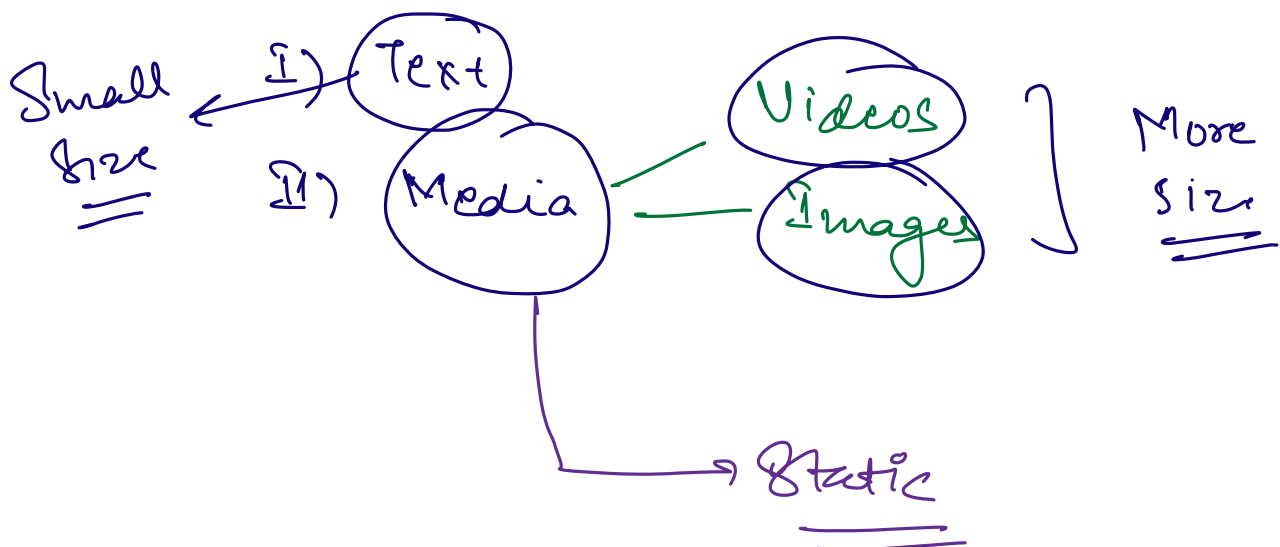 Small
Size
I) Text
II) Media
Videos
Images
More
Size
Static